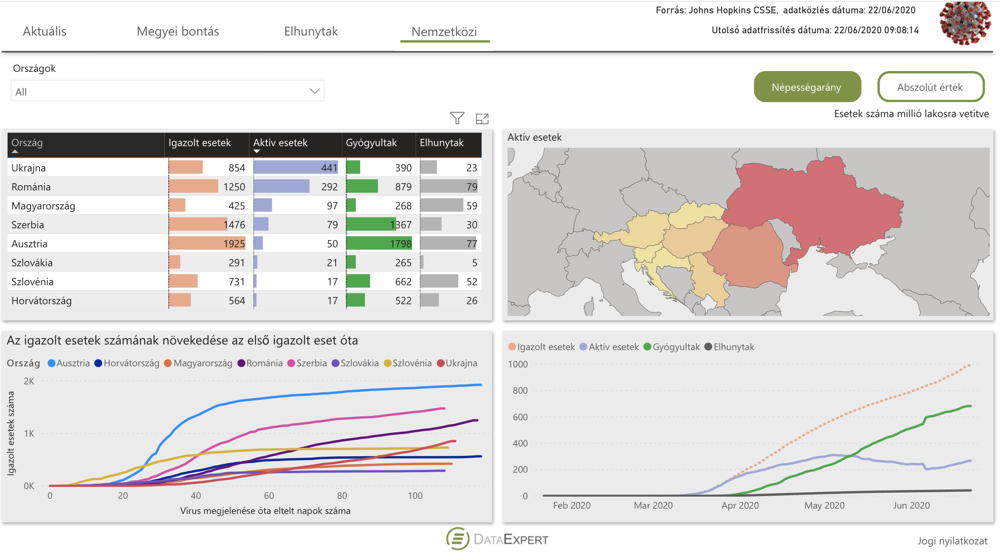 Forrás: Johns Hopkins CSSE, adatközlés dátuma: 22/06/2020
Aktuális Megyei bontás Elhunytak Nemzetközi
Utolsó adatfrissítés dátuma: 22/06/2020 09:08:14
Országok
All
Népességarány Abszolút érték
Esetek száma millió lakosra vetítve
Ország Igazolt esetek Aktív esetek Gyógyultak Elhunytak
Ukrajna 854 441 390 23
Románia 1250 292 879 79
Magyarország 425 97 268 59
Szerbia 1476 79 1367 30
Ausztria 1925 50 1798 77
Szlovákia 291 21 265 5
Szlovénia 731 17 662 52
Horvátország 564 17 522 26
Aktív esetek
Az igazolt esetek számának növekedése az első igazolt eset óta
Ország Ausztria Horvátország Magyarország Románia Szerbia Szlovákia Szlovénia Ukrajna
Igazolt esetek száma
2K
1K
0K
0 20 40 60 80 100
Vírus megjelenése óta eltelt napok száma
Igazolt esetek Aktív esetek Gyógyultak Elhunytak
1000
800
600
400
200
0
Feb 2020 Mar 2020 Apr 2020 May 2020 Jun 2020
DATAEXPERT
Jogi nyilatkozat